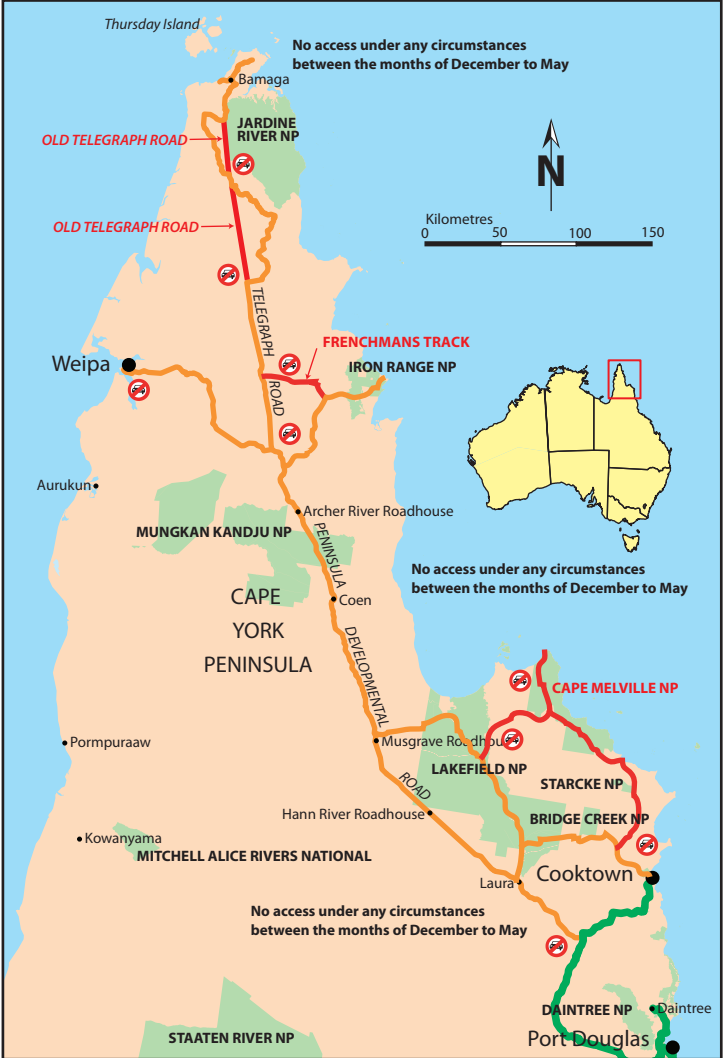 Thursday Island
No access under any circumstances
between the months of December to May
Bamaga
JARDINE
RIVER NP
OLD TELEGRAPH ROAD
N
Kilometres
0 50 100 150
OLD TELEGRAPH ROAD
TELEGRAPH
ROAD
FRENCHMANS TRACK
Weipa
IRON RANGE NP
Aurukun
Archer River Roadhouse
MUNGKAN KANDJU NP
PENINSULA
DEVELOPMENTAL
ROAD
No access under any circumstances
between the months of December to May
CAPE
YORK
PENINSULA
Coen
CAPE MELVILLE NP
Pormpuraaw
Musgrave Roadhou
LAKEFIELD NP
STARCKE NP
Hann River Roadhouse
BRIDGE CREEK NP
Kowanyama
MITCHELL ALICE RIVERS NATIONAL
Laura
Cooktown
No access under any circumstances
between the months of December to May
DAINTREE NP
Daintree
STAATEN RIVER NP
Port Douglas